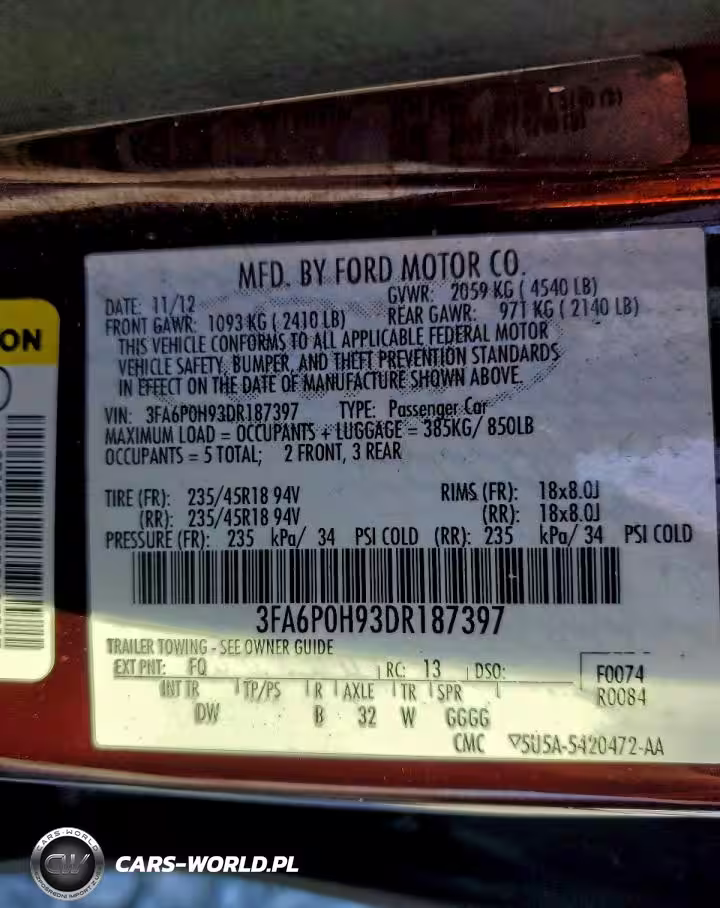 MFD. BY FORD MOTOR CO.
DATE: 11/12 GVWR: 2059 KG ( 4540 LB)
FRONT GAWR: 1093 KG ( 2410 LB) REAR GAWR: 971 KG ( 2140 LB)
THIS VEHICLE CONFORMS TO ALL APPLICABLE FEDERAL MOTOR
VEHICLE SAFETY, BUMPER, AND THEFT PREVENTION STANDARDS
IN EFFECT ON THE DATE OF MANUFACTURE SHOWN ABOVE.
VIN: 3FA6P0H93DR187397 TYPE: Passenger Car
MAXIMUM LOAD = OCCUPANTS + LUGGAGE = 385KG/ 850LB
OCCUPANTS = 5 TOTAL; 2 FRONT, 3 REAR
TIRE (FR): 235/45R18 94V RIMS (FR): 18x8.0J
(RR): 235/45R18 94V (RR): 18x8.0J
PRESSURE (FR): 235 kPa/ 34 PSI COLD (RR): 235 kPa/ 34 PSI COLD
3FA6P0H93DR187397
TRAILER TOWING - SEE OWNER GUIDE
EXT PNT: FQ RC: 13 DSO: F0074
R0084
INT TR TP/PS R AXLE TR SPR
DW B 32 W GGGG
CMC ▽5U5A-5420472-AA
ON
CARS-WORLD
CW
CARS-WORLD.PL